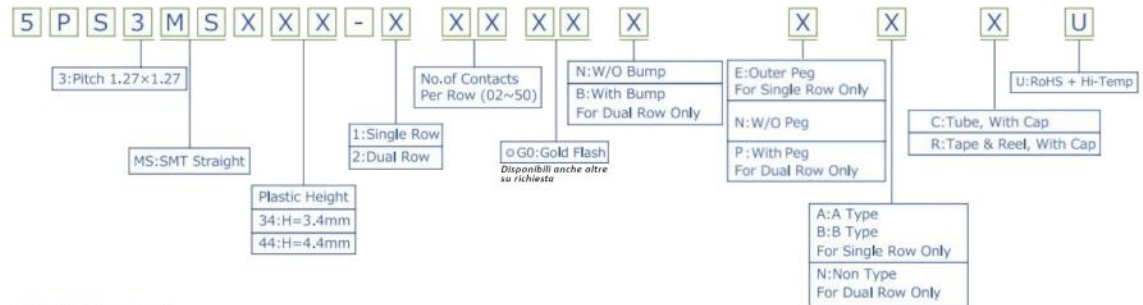 5 P S 3 M S X X X - X X X X X X X X X U
3:Pitch 1.27×1.27
MS:SMT Straight
Plastic Height
34:H=3.4mm
44:H=4.4mm
1:Single Row
2:Dual Row
No.of Contacts
Per Row (02~50)
G0:Gold Flash
Disponibili anche altre
su richiesta
N:W/O Bump
B:With Bump
For Dual Row Only
E:Outer Peg
For Single Row Only
N:W/O Peg
P:With Peg
For Dual Row Only
A:A Type
B:B Type
For Single Row Only
N:Non Type
For Dual Row Only
C:Tube, With Cap
R:Tape & Reel, With Cap
U:RoHS + Hi-Temp